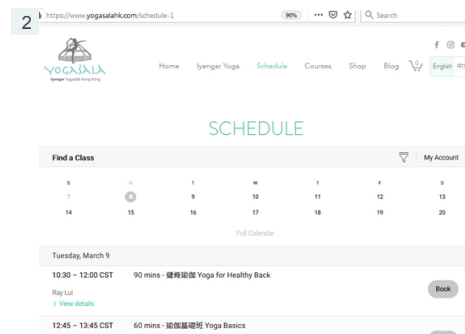 2
https://www.yogasalahk.com/schedule-1
90%
Search
YOGASALA
Iyengar Yogasala Hong Kong
Home Iyengar Yoga Schedule Courses Shop Blog 0 English
SCHEDULE
Find a Class My Account
S M T W T F S
7 8 9 10 11 12 13
14 15 16 17 18 19 20
Full Calendar
Tuesday, March 9
10:30 – 12:00 CST 90 mins - 健脊瑜伽 Yoga for Healthy Back
Ray Lui
> View details
Book
12:45 – 13:45 CST 60 mins - 瑜伽基礎班 Yoga Basics